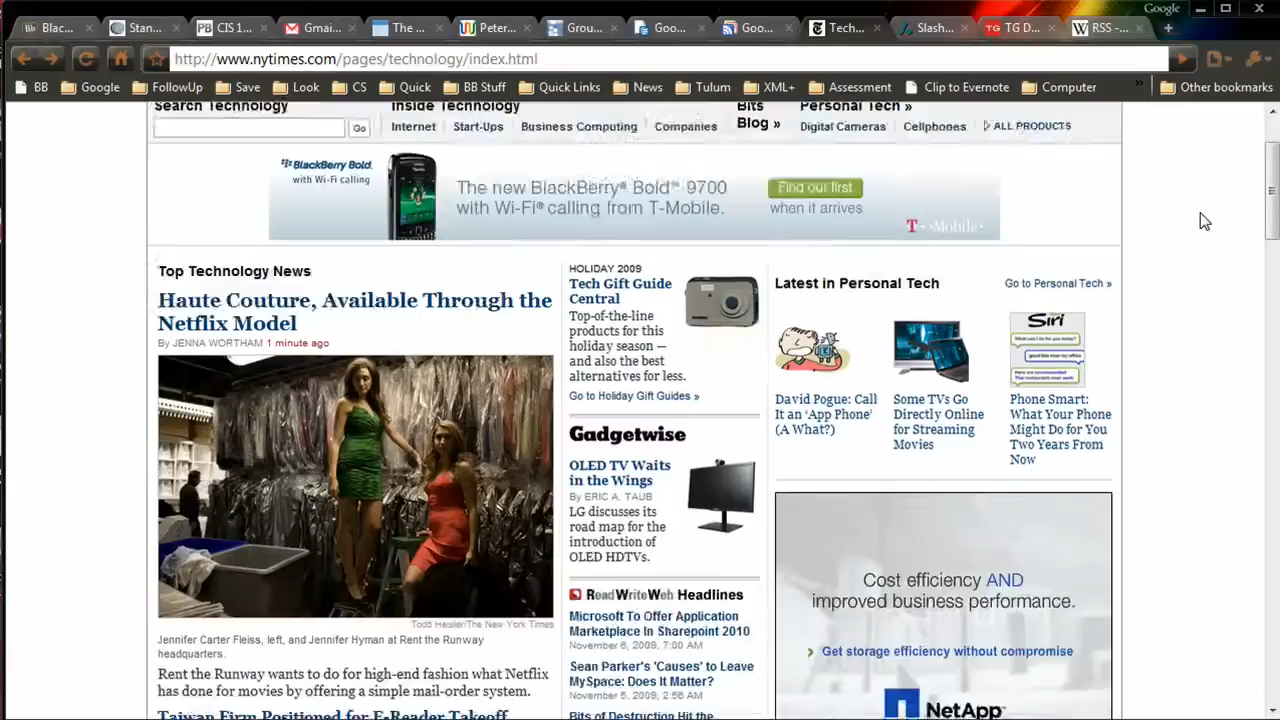 Google
Blac...
Stan...
PB CIS 1...
Gmai...
The ...
Peter...
Grou...
Goo...
Goo...
Tech...
Slash...
TG TG D...
W RSS -...
http://www.nytimes.com/pages/technology/index.html
BB
Google
FollowUp
Save
Look
CS
Quick
BB Stuff
Quick Links
News
Tulum
XML+
Assessment
Clip to Evernote
Computer
»
Other bookmarks
Search Technology
Go
Inside Technology
Internet
Start-Ups
Business Computing
Companies
Bits
Blog »
Personal Tech »
Digital Cameras
Cellphones
ALL PRODUCTS
BlackBerry Bold.
with Wi-Fi calling
The new BlackBerry® Bold™ 9700
with Wi-Fi® calling from T-Mobile.
Find out first
when it arrives
T · ·Mobile·
Top Technology News
Haute Couture, Available Through the
Netflix Model
By JENNA WORTHAM 1 minute ago
Todd Heisler/The New York Times
Jennifer Carter Fleiss, left, and Jennifer Hyman at Rent the Runway
headquarters.
Rent the Runway wants to do for high-end fashion what Netflix
has done for movies by offering a simple mail-order system.
Taiwan Firm Positioned for E-Reader Takeoff
HOLIDAY 2009
Tech Gift Guide
Central
Top-of-the-line
products for this
holiday season —
and also the best
alternatives for less.
Go to Holiday Gift Guides »
Gadgetwise
OLED TV Waits
in the Wings
By ERIC A. TAUB
LG discusses its
road map for the
introduction of
OLED HDTVs.
ReadWriteWeb Headlines
Microsoft To Offer Application
Marketplace In Sharepoint 2010
November 6, 2009, 7:00 AM
Sean Parker's 'Causes' to Leave
MySpace: Does It Matter?
November 5, 2009, 2:56 AM
Bits of Destruction Hit the
Latest in Personal Tech
Go to Personal Tech »
Siri
David Pogue: Call
It an 'App Phone'
(A What?)
Some TVs Go
Directly Online
for Streaming
Movies
Phone Smart:
What Your Phone
Might Do for You
Two Years From
Now
Cost efficiency AND
improved business performance.
Get storage efficiency without compromise
NetApp